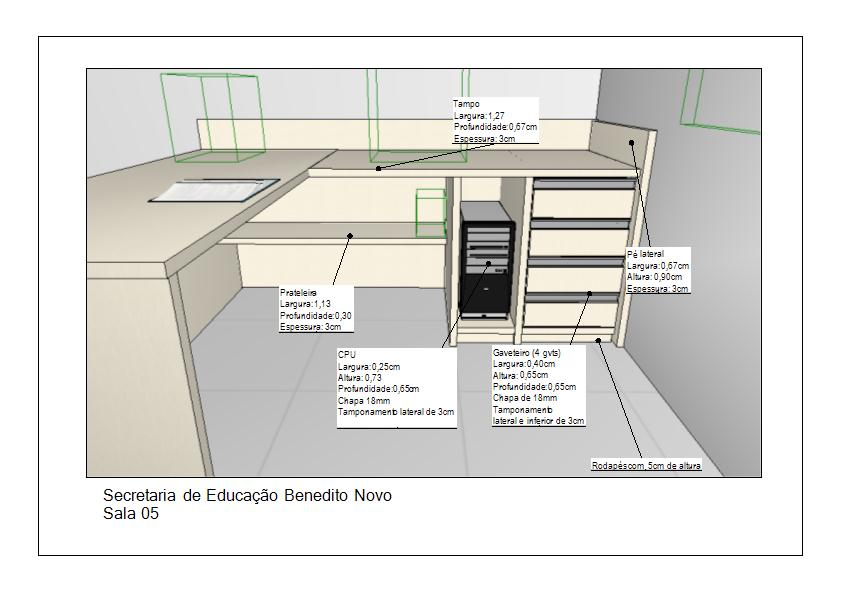 Tampo
Largura:1,27
Profundidade:0,67cm
Espessura:3cm
Pé lateral
Largura:0,67cm
Altura:0,90cm
Espessura:3cm
Prateleira
Largura:1,13
Profundidade:0,30
Espessura:3cm
CPU
Largura:0,25cm
Altura:0,73
Profundidade:0,65cm
Chapa 18mm
Tamponamento lateral de 3cm
Gaveteiro (4 gvts)
Largura:0,40cm
Altura:0,65cm
Profundidade:0,65cm
Chapa de 18mm
Tamponamento
lateral e inferior de 3cm
Rodapés com, 5cm de altura
Secretaria de Educação Benedito Novo
Sala 05